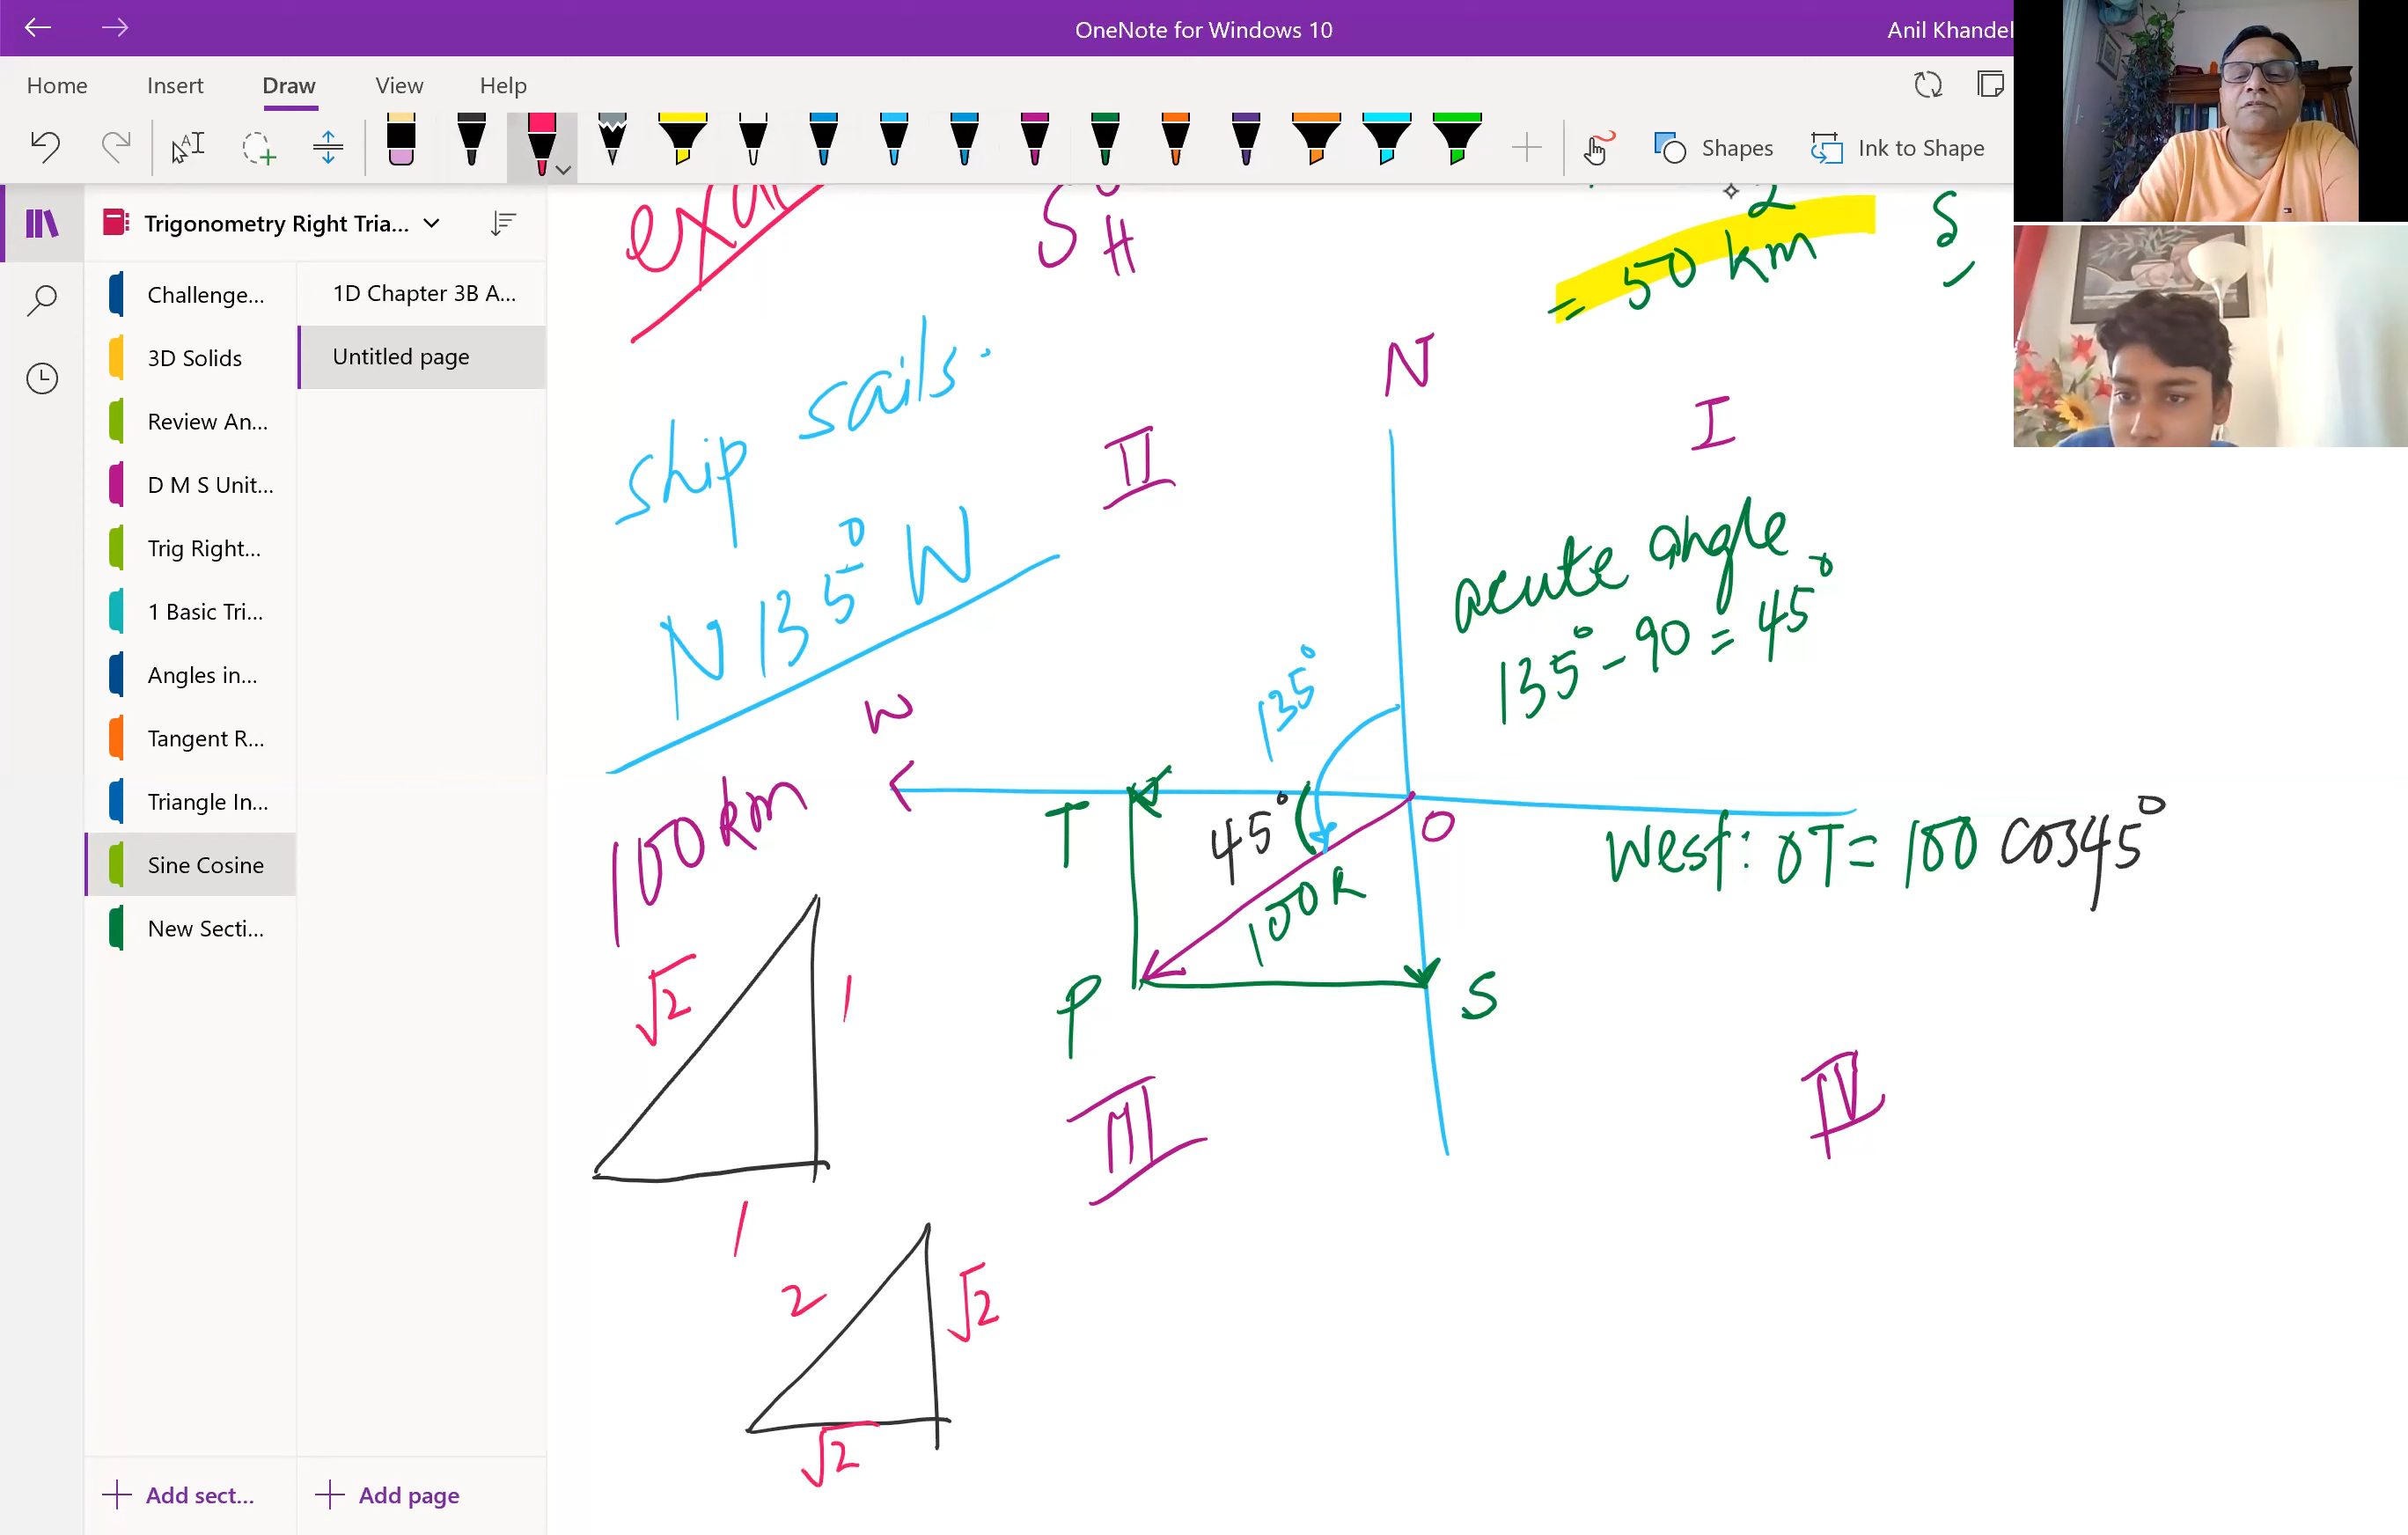 OneNote for Windows 10
Anil Khandel
Home Insert Draw View Help
Shapes
Ink to Shape
Trigonometry Right Tria...
Challenge...
3D Solids
Review An...
D M S Unit...
Trig Right...
1 Basic Tri...
Angles in...
Tangent R...
Triangle In...
Sine Cosine
New Secti...
Add sect...
1D Chapter 3B A...
Untitled page
Add page
S H
2
= 50 km
S
ship sails.
N 135° W
100 km
N
I
II
acute angle
135° - 90 = 45°
135°
W
T
45°
O
100 k
P
S
West: OT = 100 cos45°
III
IV
√2
1
1
2
√2
√2